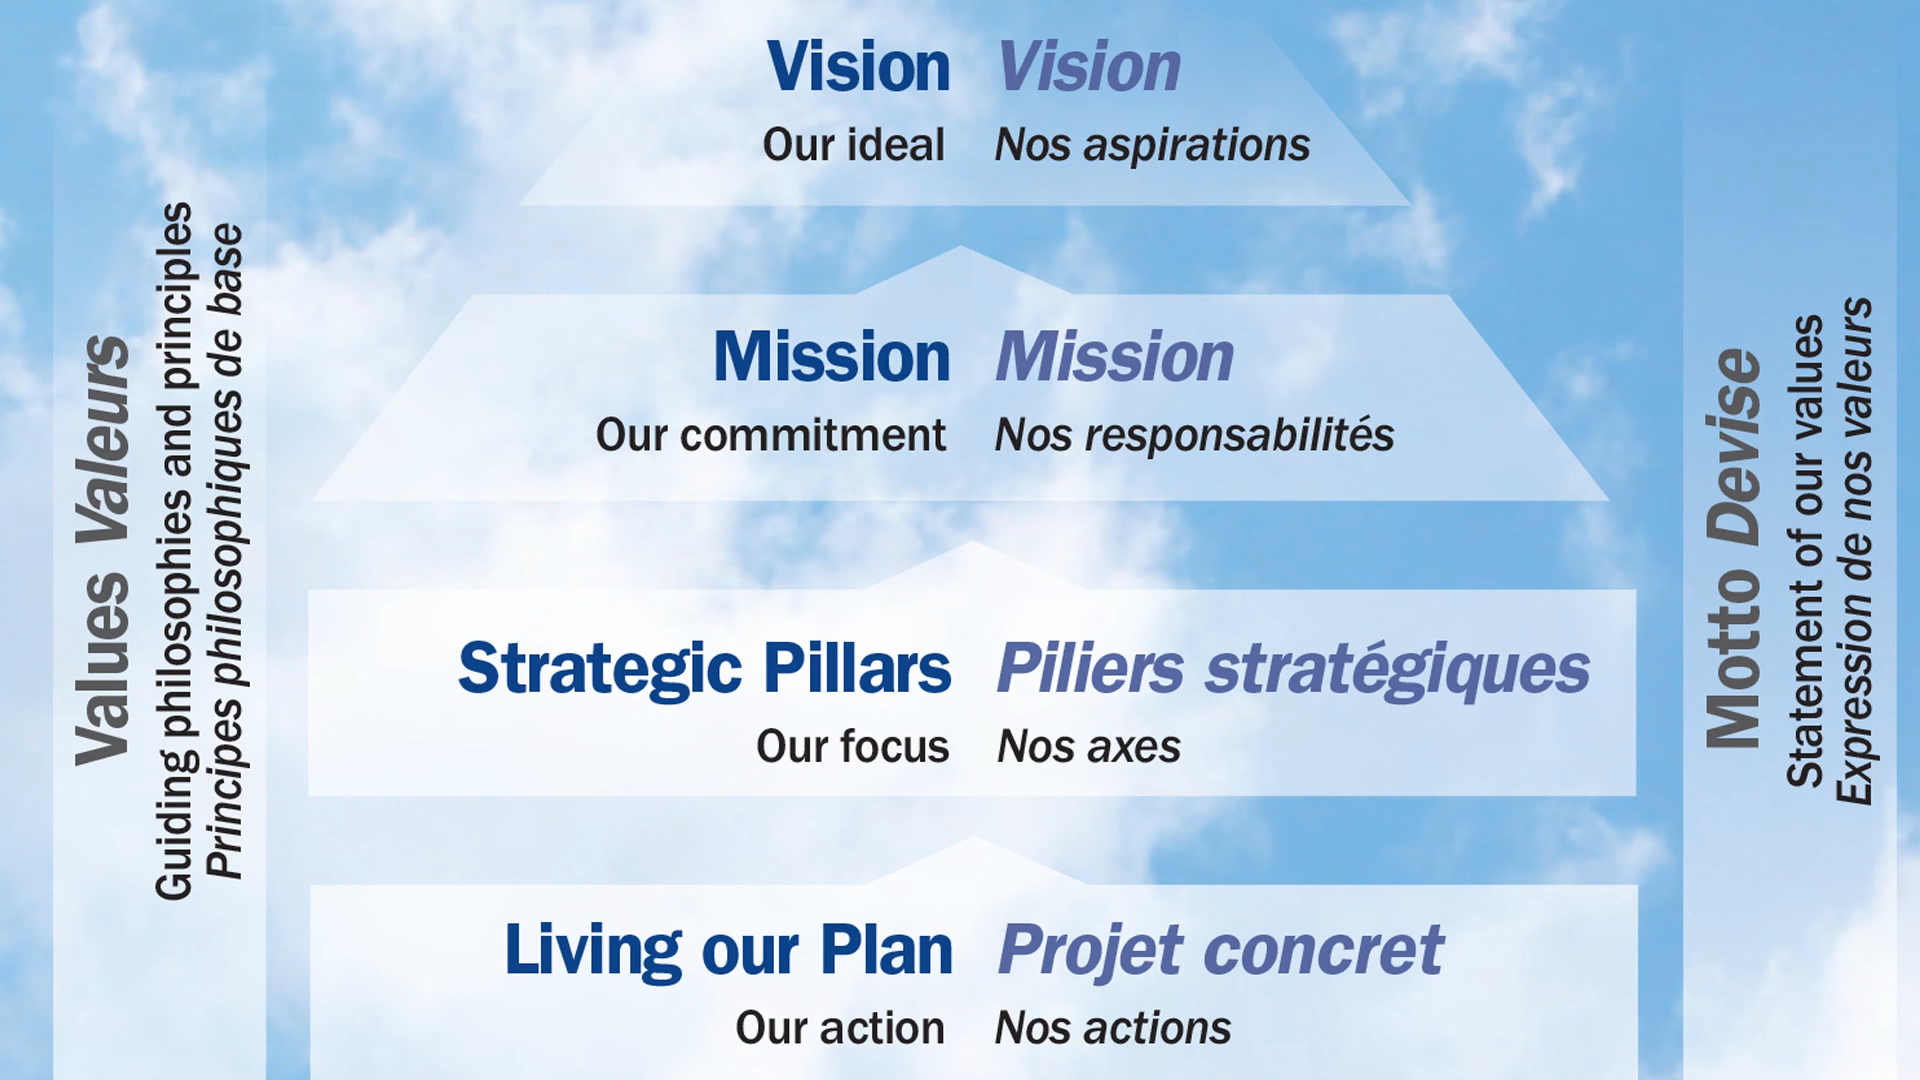 Vision Vision
Our ideal Nos aspirations
Mission Mission
Our commitment Nos responsabilités
Strategic Pillars Piliers stratégiques
Our focus Nos axes
Living our Plan Projet concret
Our action Nos actions
Values Valeurs
Guiding philosophies and principles
Principes philosophiques de base
Motto Devise
Statement of our values
Expression de nos valeurs